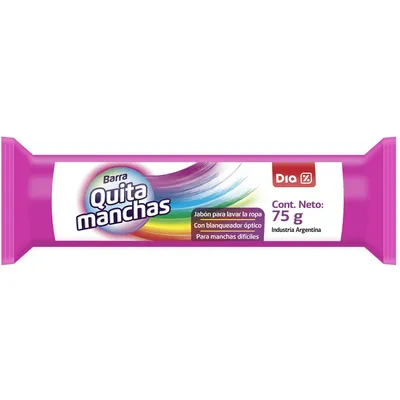 Barra
Quita
manchas
Jabón para lavar la ropa
Con blanqueador óptico
Para manchas difíciles
Dia %
Cont. Neto:
75 g
Industria Argentina